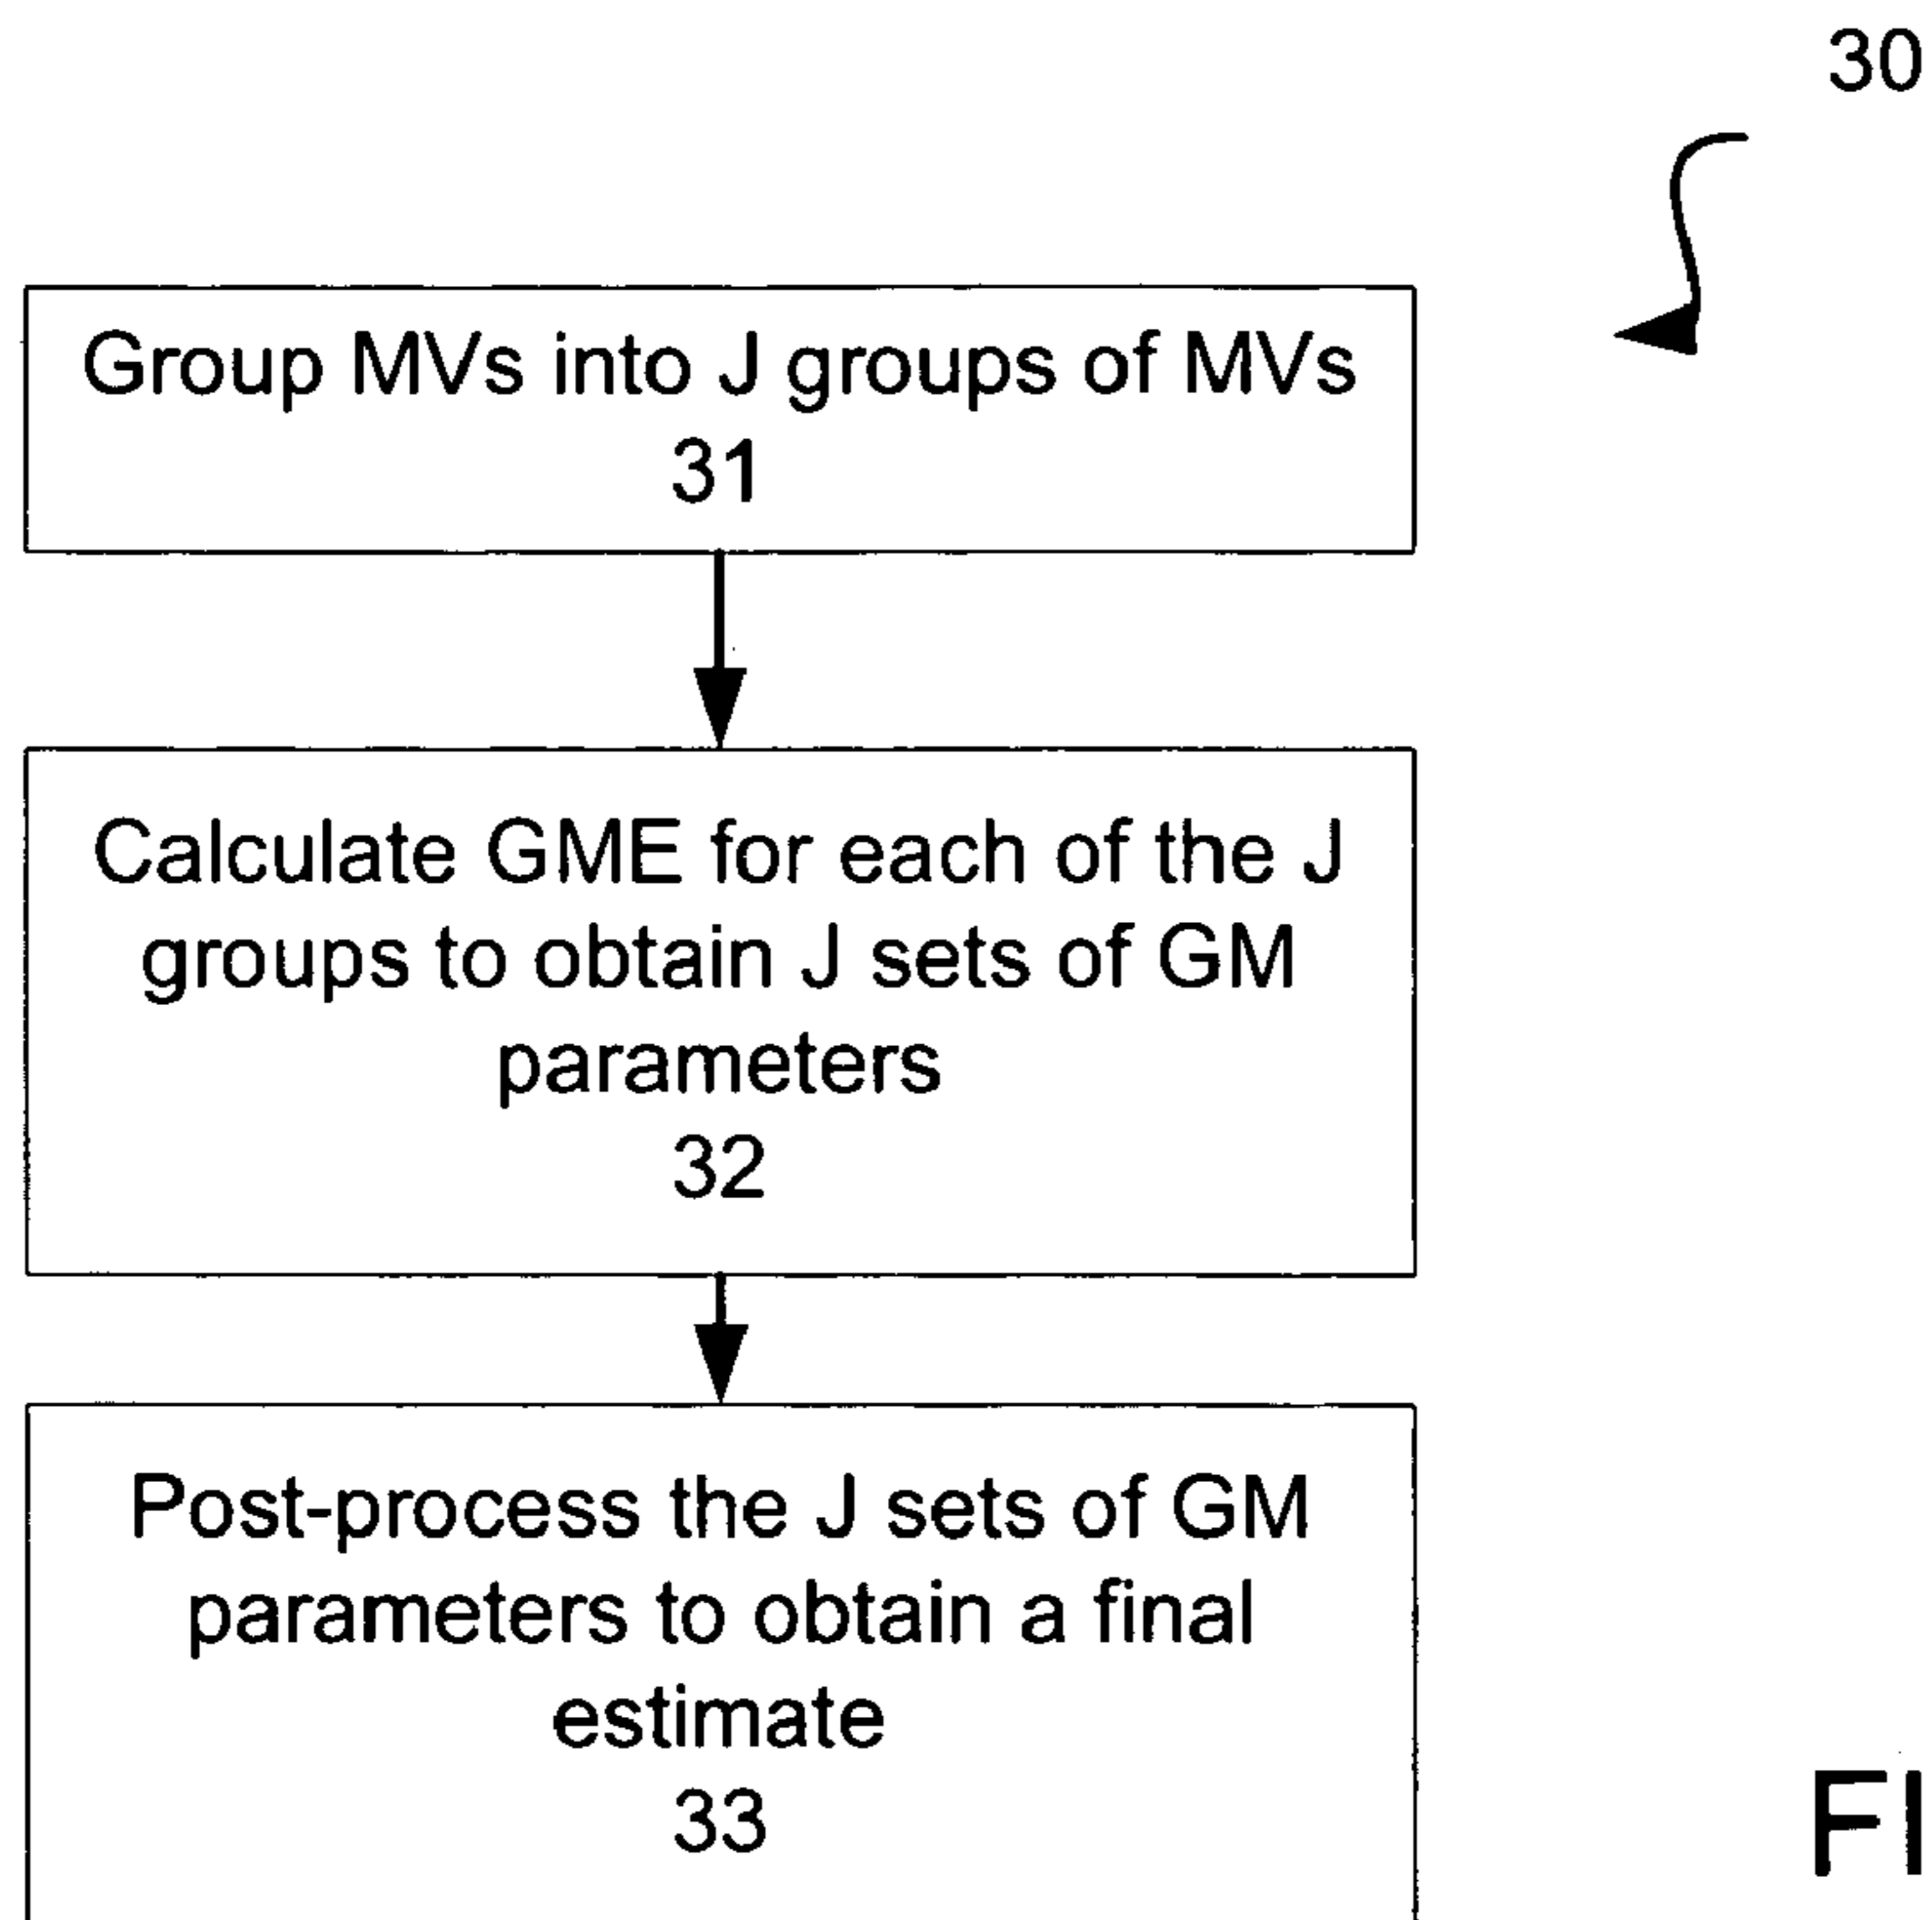 30
Group MVs into J groups of MVs
31
Calculate GME for each of the J
groups to obtain J sets of GM
parameters
32
Post-process the J sets of GM
parameters to obtain a final
estimate
33
FI